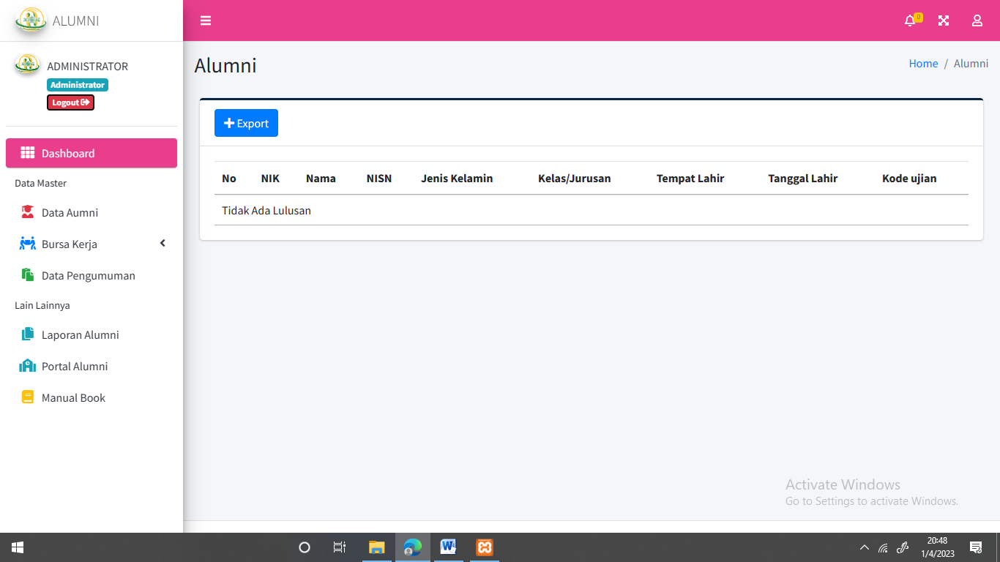 ALUMNI
0
ADMINISTRATOR
Administrator
Logout
Alumni
Home / Alumni
Export
No NIK Nama NISN Jenis Kelamin Kelas/Jurusan Tempat Lahir Tanggal Lahir Kode ujian
Tidak Ada Lulusan
Dashboard
Data Master
Data Aumni
Bursa Kerja
Data Pengumuman
Lain Lainnya
Laporan Alumni
Portal Alumni
Manual Book
Activate Windows
Go to Settings to activate Windows.
20:48
1/4/2023